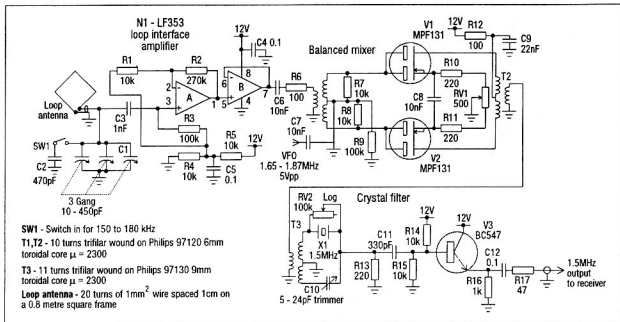 N1 - LF353
loop interface
amplifier
12V
C4 0.1
R1
10k
R2
270k
2
3
A
1
6
5
B
8
4
7
C6
10nF
R6
100
Balanced mixer
V1
MPF131
12V
R12
100
C9
22nF
R7
10k
R8
10k
R9
100k
C8
10nF
R10
220
RV1
500
R11
220
T2
V2
MPF131
Loop
antenna
C3
1nF
R3
100k
R5
10k
12V
R4
10k
C5
0.1
C7
10nF
VFO
1.65 - 1.87MHz
5Vpp
SW1
C2
470pF
C1
3 Gang
10 - 450pF
Crystal filter
RV2
100k
Log
T3
X1
1.5MHz
C10
5 - 24pF trimmer
C11
330pF
R13
220
12V
R14
10k
R15
10k
12V
V3
BC547
C12
0.1
R16
1k
R17
47
1.5MHz
output
to receiver
SW1 - Switch in for 150 to 180 kHz
T1,T2 - 10 turns trifilar wound on Philips 97120 6mm
toroidal core μ = 2300
T3 - 11 turns trifilar wound on Philips 97130 9mm
toroidal core μ = 2300
Loop antenna - 20 turns of 1mm² wire spaced 1cm on
a 0.8 metre square frame